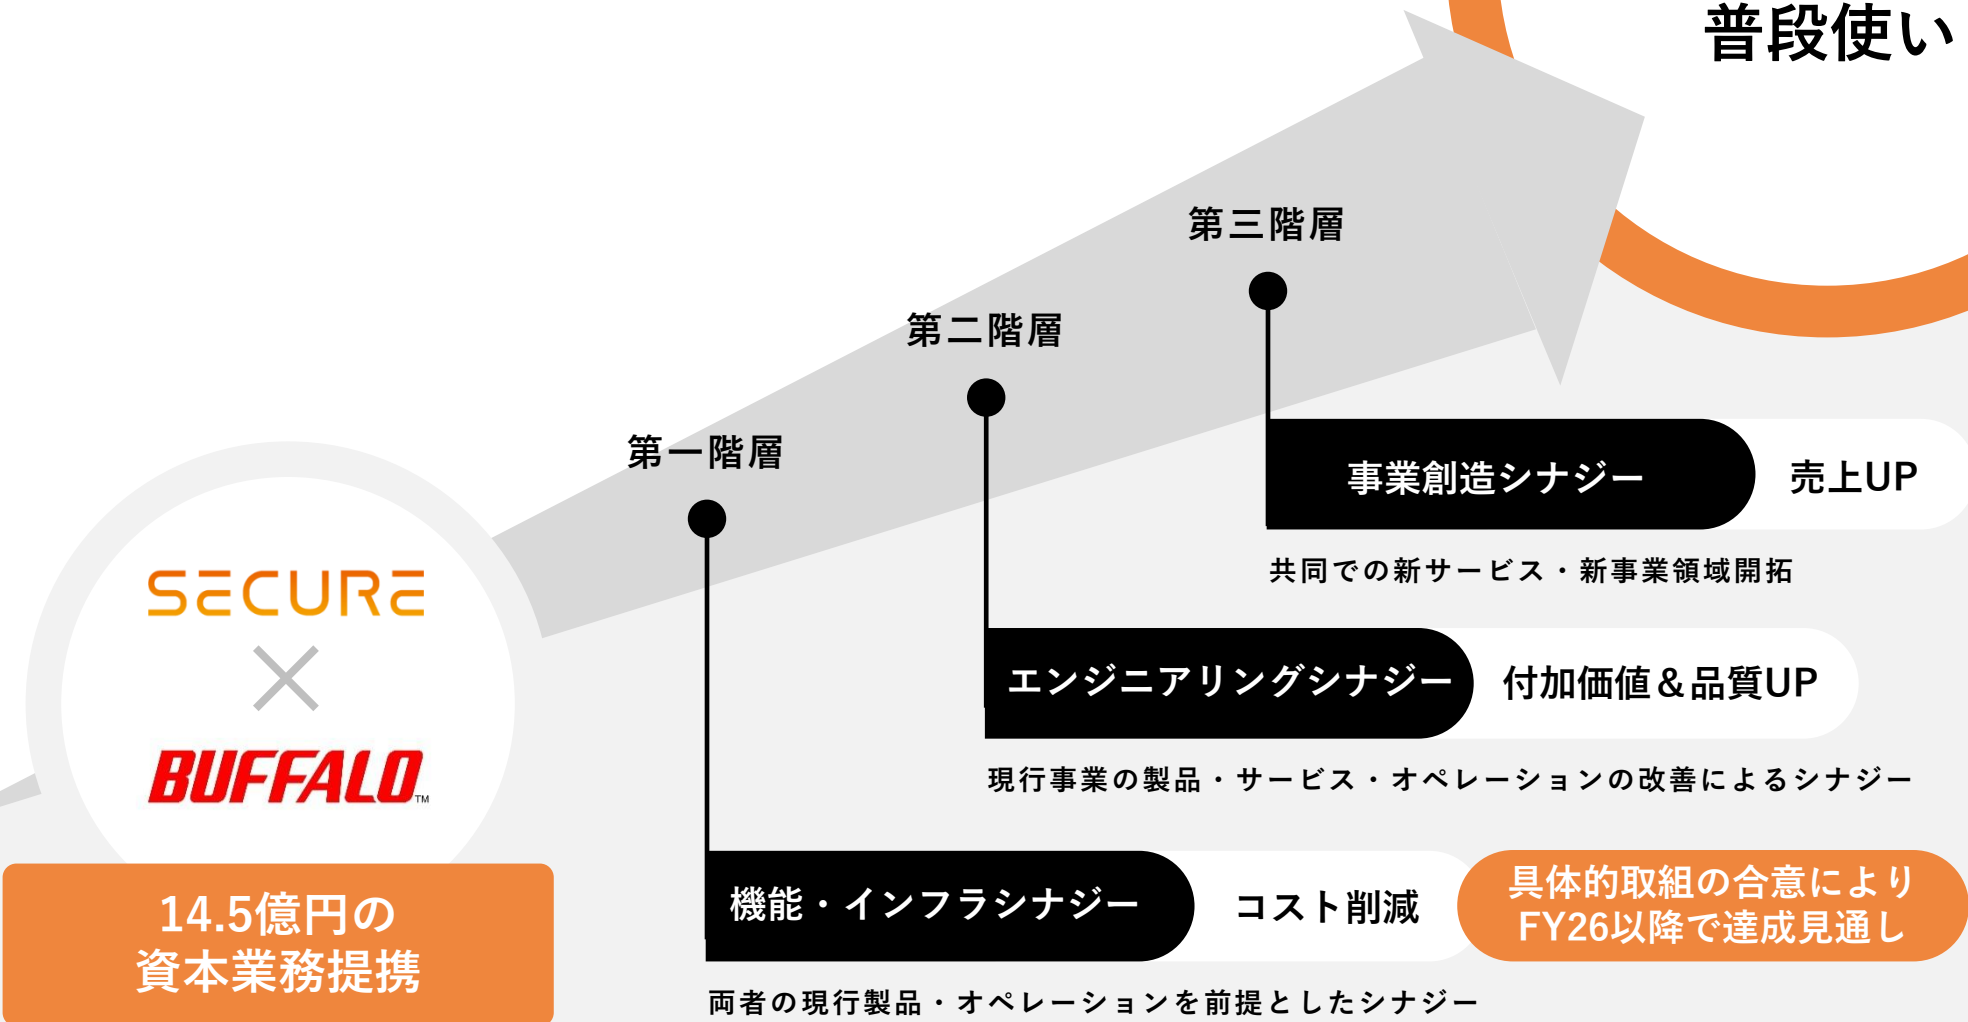 普段使い
第三階層
第二階層
第一階層
事業創造シナジー
売上UP
共同での新サービス・新事業領域開拓
SECURE
×
BUFFALO™
エンジニアリングシナジー
付加価値＆品質UP
現行事業の製品・サービス・オペレーションの改善によるシナジー
14.5億円の
資本業務提携
機能・インフラシナジー
コスト削減
具体的取組の合意により
FY26以降で達成見通し
両者の現行製品・オペレーションを前提としたシナジー